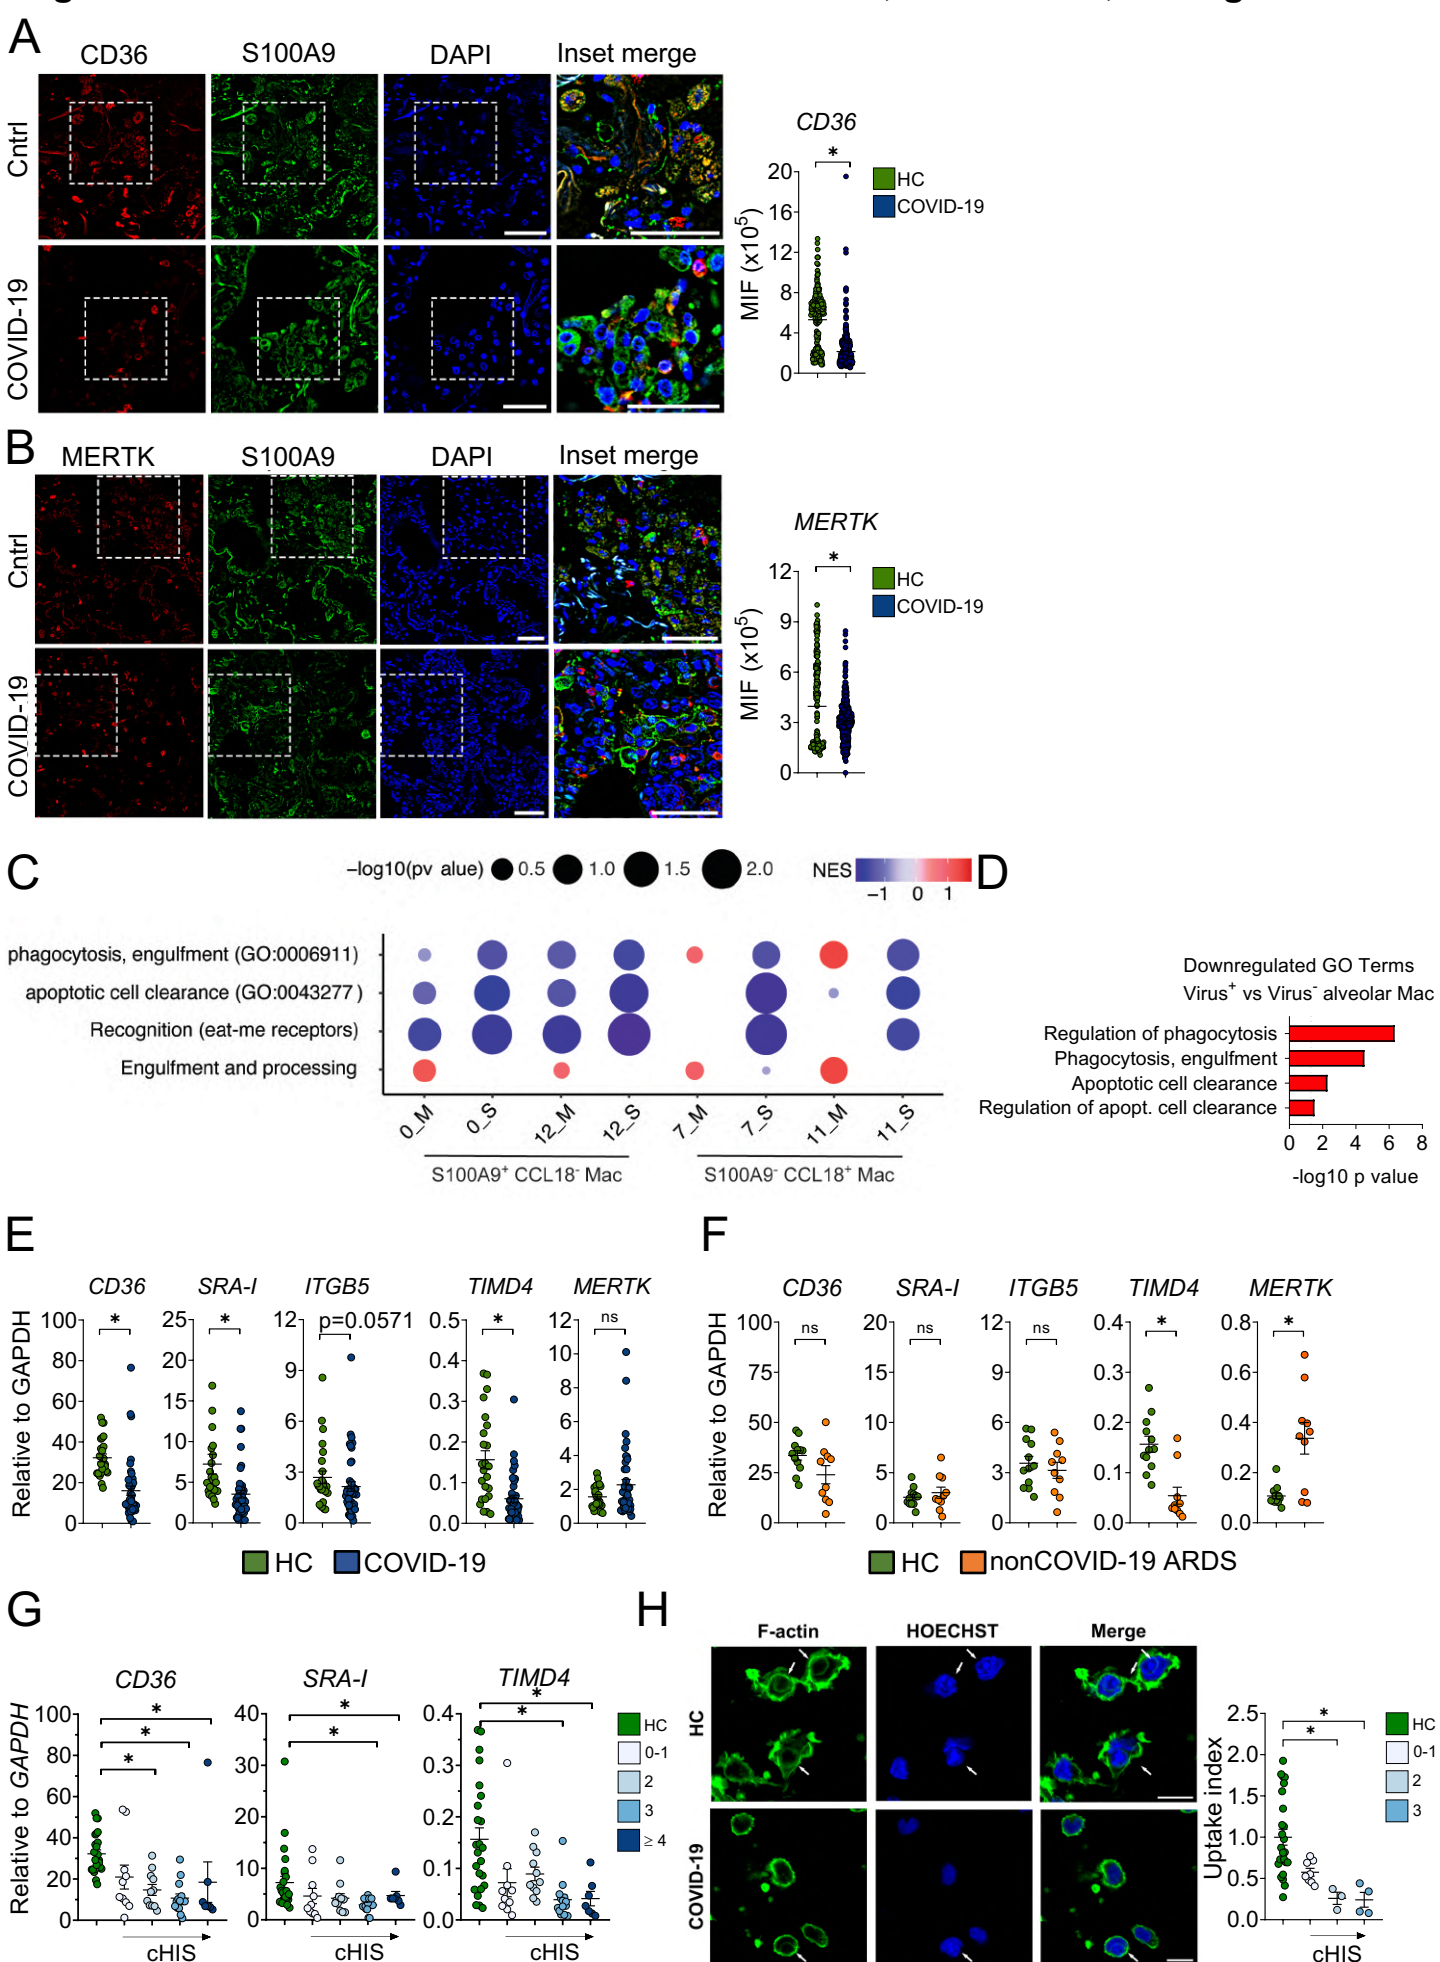 A
CD36 S100A9 DAPI Inset merge
Cntrl
COVID-19
CD36
*
MIF (x10⁵)
20
16
12
8
4
0
HC
COVID-19
B
MERTK S100A9 DAPI Inset merge
Cntrl
COVID-19
MERTK
*
MIF (x10⁵)
12
9
6
3
0
HC
COVID-19
C
−log10(pv alue) 0.5 1.0 1.5 2.0
NES −1 0 1
phagocytosis, engulfment (GO:0006911)
apoptotic cell clearance (GO:0043277)
Recognition (eat-me receptors)
Engulfment and processing
0_M 0_S 12_M 12_S 7_M 7_S 11_M 11_S
S100A9⁺ CCL18⁻ Mac S100A9⁻ CCL18⁺ Mac
D
Downregulated GO Terms
Virus⁺ vs Virus⁻ alveolar Mac
Regulation of phagocytosis
Phagocytosis, engulfment
Apoptotic cell clearance
Regulation of apopt. cell clearance
0 2 4 6 8
-log10 p value
E
CD36 SRA-I ITGB5 TIMD4 MERTK
* * p=0.0571 * ns
Relative to GAPDH
100 80 60 40 20 0
25 20 15 10 5 0
12 9 6 3 0
0.5 0.4 0.3 0.2 0.1 0.0
12 10 8 6 4 2 0
HC COVID-19
F
CD36 SRA-I ITGB5 TIMD4 MERTK
ns ns ns * *
Relative to GAPDH
100 75 50 25 0
20 15 10 5 0
12 9 6 3 0
0.4 0.3 0.2 0.1 0.0
0.8 0.6 0.4 0.2 0.0
HC nonCOVID-19 ARDS
G
CD36 SRA-I TIMD4
* * *
* *
* *
Relative to GAPDH
100 80 60 40 20 0
40 30 20 10 0
0.4 0.3 0.2 0.1 0.0
cHIS cHIS cHIS
HC
0-1
2
3
≥ 4
H
F-actin HOECHST Merge
HC
COVID-19
Uptake index
2.5
2.0
1.5
1.0
0.5
0.0
*
*
cHIS
HC
0-1
2
3